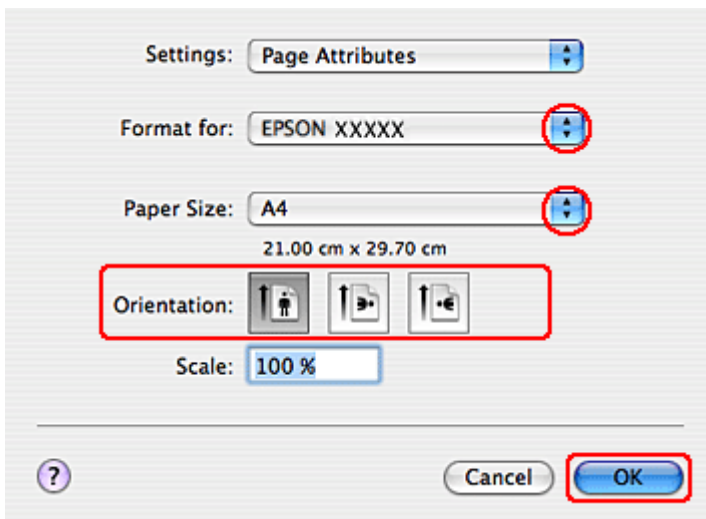 Settings: Page Attributes
Format for: EPSON XXXXX
Paper Size: A4
21.00 cm x 29.70 cm
Orientation:
Scale: 100 %
? Cancel OK